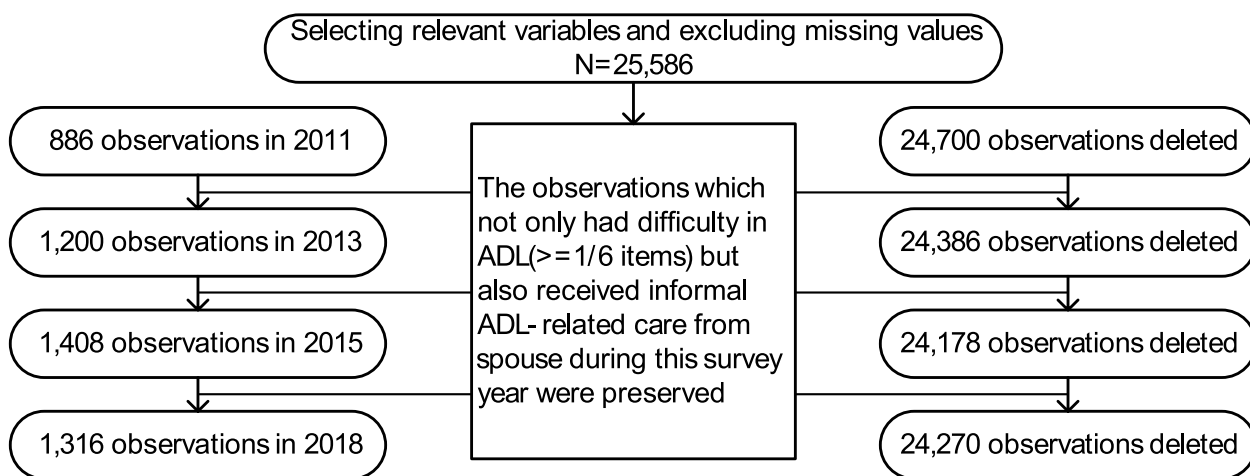 Selecting relevant variables and excluding missing values
N=25,586
886 observations in 2011
1,200 observations in 2013
1,408 observations in 2015
1,316 observations in 2018
The observations which
not only had difficulty in
ADL(>=1/6 items) but
also received informal
ADL-related care from
spouse during this survey
year were preserved
24,700 observations deleted
24,386 observations deleted
24,178 observations deleted
24,270 observations deleted